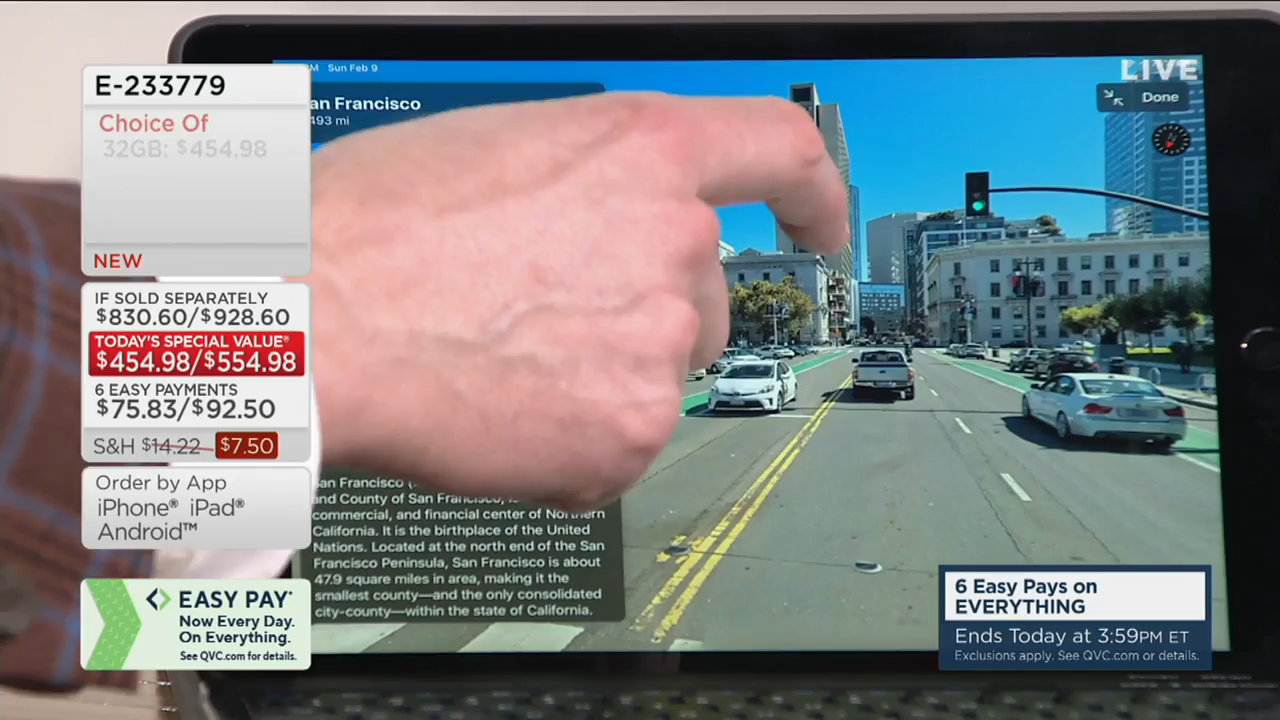 E-233779
Choice Of
32GB: $454.98
NEW
IF SOLD SEPARATELY
$830.60/$928.60
TODAY'S SPECIAL VALUE®
$454.98/$554.98
6 EASY PAYMENTS
$75.83/$92.50
S&H $14.22 $7.50
Order by App
iPhone® iPad®
Android™
EASY PAY®
Now Every Day.
On Everything.
See QVC.com for details.
M Sun Feb 9
an Francisco
493 mi
LIVE
Done
San Francisco (
and County of San Francisco, is
commercial, and financial center of Northern
California. It is the birthplace of the United
Nations. Located at the north end of the San
Francisco Peninsula, San Francisco is about
47.9 square miles in area, making it the
smallest county—and the only consolidated
city-county—within the state of California.
6 Easy Pays on
EVERYTHING
Ends Today at 3:59PM ET
Exclusions apply. See QVC.com or details.